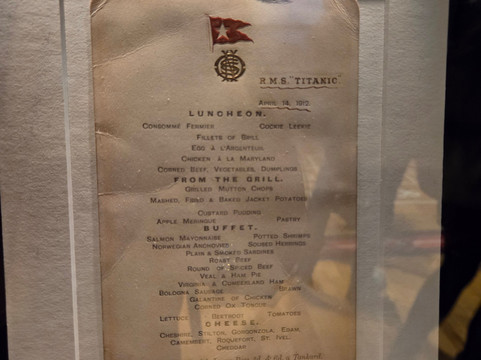 R.M.S. "TITANIC."
APRIL 14, 1912.
LUNCHEON.
CONSOMMÉ FERMIER COCKIE LEEKIE
FILLETS OF BRILL
EGG À L'ARGENTEUIL
CHICKEN À LA MARYLAND
CORNED BEEF, VEGETABLES, DUMPLINGS
FROM THE GRILL.
GRILLED MUTTON CHOPS
MASHED, FRIED & BAKED JACKET POTATOES
CUSTARD PUDDING
APPLE MERINGUE PASTRY
BUFFET.
SALMON MAYONNAISE POTTED SHRIMPS
NORWEGIAN ANCHOVIES SOUSED HERRINGS
PLAIN & SMOKED SARDINES
ROAST BEEF
ROUND OF SPICED BEEF
VEAL & HAM PIE
VIRGINIA & CUMBERLAND HAM
BOLOGNA SAUSAGE BRAWN
GALANTINE OF CHICKEN
CORNED OX TONGUE
LETTUCE BEETROOT TOMATOES
CHEESE.
CHESHIRE, STILTON, GORGONZOLA, EDAM,
CAMEMBERT, ROQUEFORT, ST. IVEL,
CHEDDAR